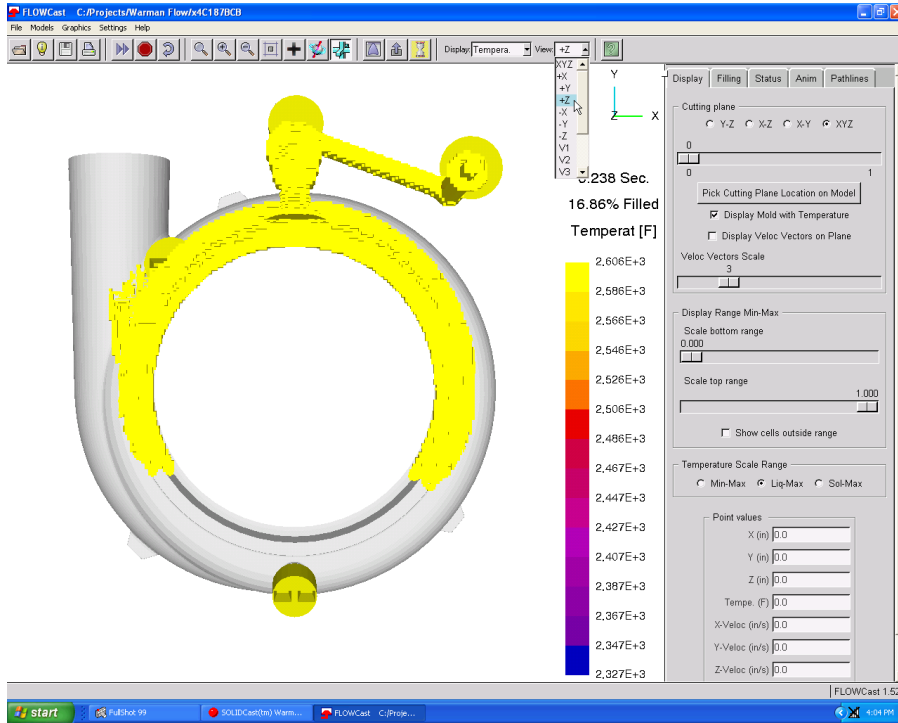 FLOWCast C:/Projects/Warman Flow/x4C187BCB
File Models Graphics Settings Help
Display: Tempera. View: +Z
XYZ
+X
+Y
+Z
-X
-Y
-Z
V1
V2
V3
Y
Z X
0.238 Sec.
16.86% Filled
Temperat [F]
2,606E+3
2,586E+3
2,566E+3
2,546E+3
2,526E+3
2,506E+3
2,486E+3
2,467E+3
2,447E+3
2,427E+3
2,407E+3
2,387E+3
2,367E+3
2,347E+3
2,327E+3
Display Filling Status Anim Pathlines
Cutting plane
Y-Z X-Z X-Y XYZ
0
0 1
Pick Cutting Plane Location on Model
Display Mold with Temperature
Display Veloc Vectors on Plane
Veloc Vectors Scale
3
Display Range Min-Max
Scale bottom range
0.000
Scale top range
1.000
Show cells outside range
Temperature Scale Range
Min-Max Liq-Max Sol-Max
Point values
X (in) 0.0
Y (in) 0.0
Z (in) 0.0
Tempe. (F) 0.0
X-Veloc (in/s) 0.0
Y-Veloc (in/s) 0.0
Z-Veloc (in/s) 0.0
FLOWCast 1.52
start FullShot 99 SOLIDCast(tm) Warm... FLOWCast C:/Proje... 4:04 PM